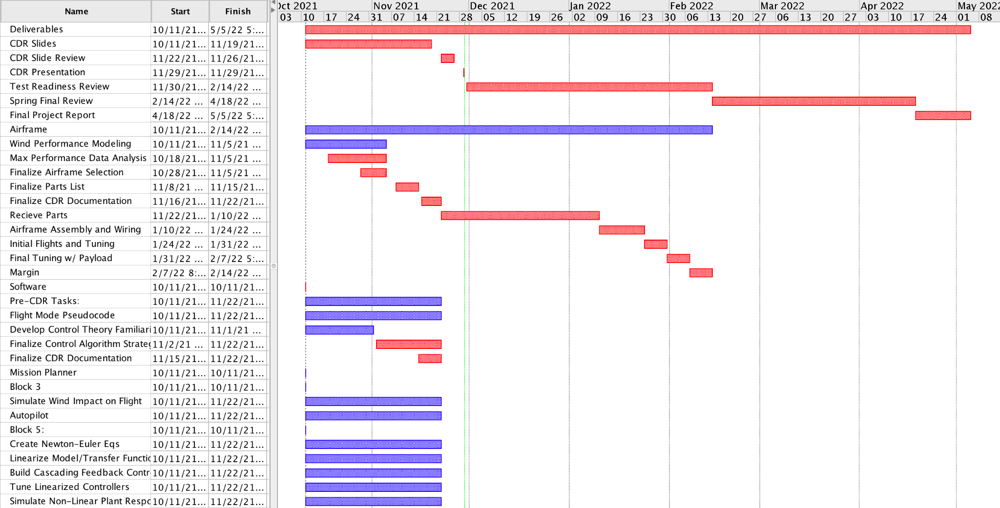 Name Start Finish Oct 2021 Nov 2021 Dec 2021 Jan 2022 Feb 2022 Mar 2022 Apr 2022 May 2022
03 10 17 24 31 07 14 21 28 05 12 19 26 02 09 16 23 30 06 13 20 27 06 13 20 27 03 10 17 24 01 08
Deliverables 10/11/21... 5/5/22 5:...
CDR Slides 10/11/21... 11/19/21...
CDR Slide Review 11/22/21... 11/26/21...
CDR Presentation 11/29/21... 11/29/21...
Test Readiness Review 11/30/21... 2/14/22 ...
Spring Final Review 2/14/22 ... 4/18/22 ...
Final Project Report 4/18/22 ... 5/5/22 5:...
Airframe 10/11/21... 2/14/22 ...
Wind Performance Modeling 10/11/21... 11/5/21 ...
Max Performance Data Analysis 10/18/21... 11/5/21 ...
Finalize Airframe Selection 10/28/21... 11/5/21 ...
Finalize Parts List 11/8/21 ... 11/15/21...
Finalize CDR Documentation 11/16/21... 11/22/21...
Recieve Parts 11/22/21... 1/10/22 ...
Airframe Assembly and Wiring 1/10/22 ... 1/24/22 ...
Initial Flights and Tuning 1/24/22 ... 1/31/22 ...
Final Tuning w/ Payload 1/31/22 ... 2/7/22 5:...
Margin 2/7/22 8:... 2/14/22 ...
Software 10/11/21... 10/11/21...
Pre-CDR Tasks: 10/11/21... 11/22/21...
Flight Mode Pseudocode 10/11/21... 11/22/21...
Develop Control Theory Familiari 10/11/21... 11/1/21 ...
Finalize Control Algorithm Strateg 11/2/21 ... 11/22/21...
Finalize CDR Documentation 11/15/21... 11/22/21...
Mission Planner 10/11/21... 10/11/21...
Block 3 10/11/21... 10/11/21...
Simulate Wind Impact on Flight 10/11/21... 11/22/21...
Autopilot 10/11/21... 11/22/21...
Block 5: 10/11/21... 10/11/21...
Create Newton-Euler Eqs 10/11/21... 11/22/21...
Linearize Model/Transfer Functio 10/11/21... 11/22/21...
Build Cascading Feedback Contr 10/11/21... 11/22/21...
Tune Linearized Controllers 10/11/21... 11/22/21...
Simulate Non-Linear Plant Respo 10/11/21... 11/22/21...